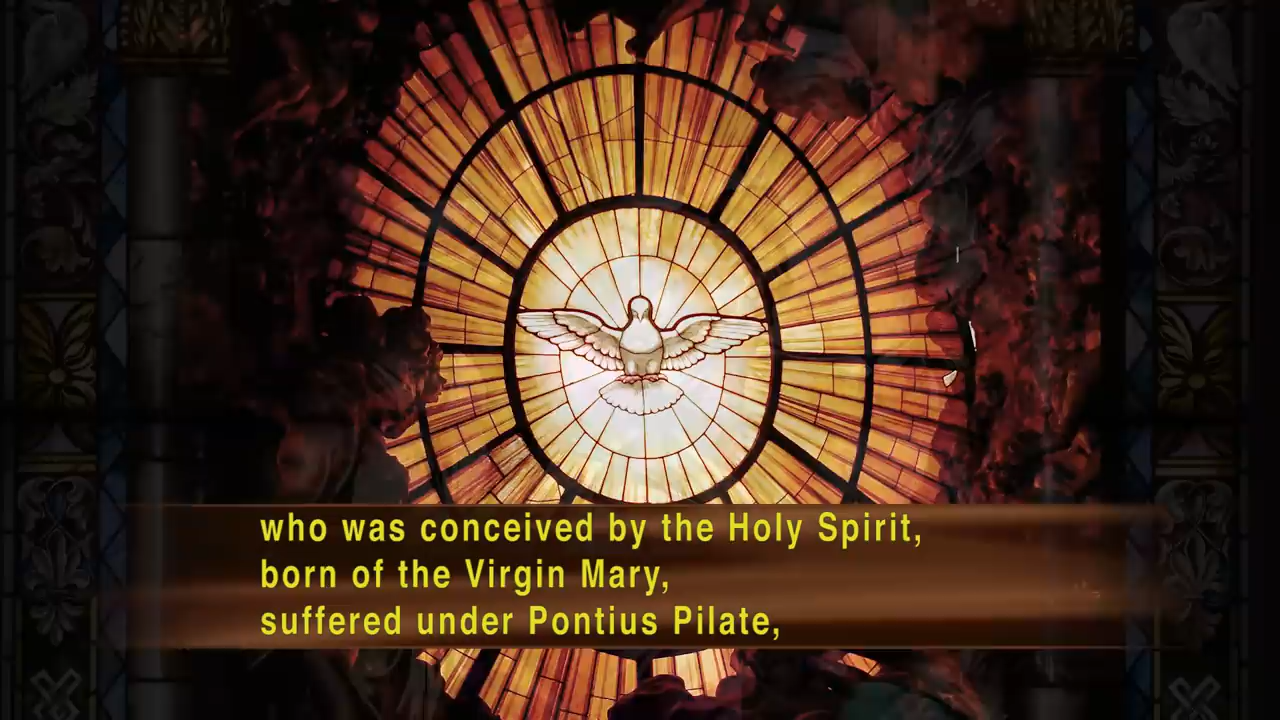 who was conceived by the Holy Spirit,
born of the Virgin Mary,
suffered under Pontius Pilate,